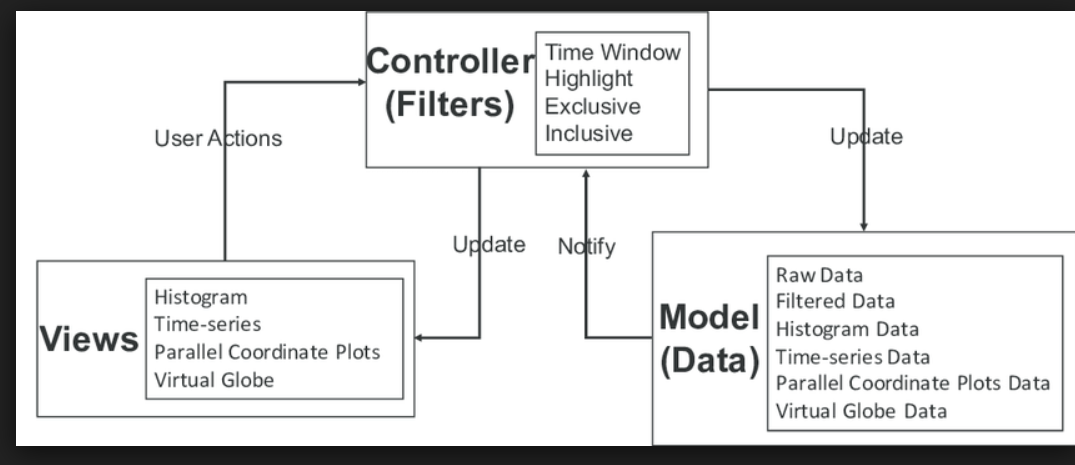 Controller
(Filters)
Time Window
Highlight
Exclusive
Inclusive
User Actions
Update
Update
Notify
Views
Histogram
Time-series
Parallel Coordinate Plots
Virtual Globe
Model
(Data)
Raw Data
Filtered Data
Histogram Data
Time-series Data
Parallel Coordinate Plots Data
Virtual Globe Data